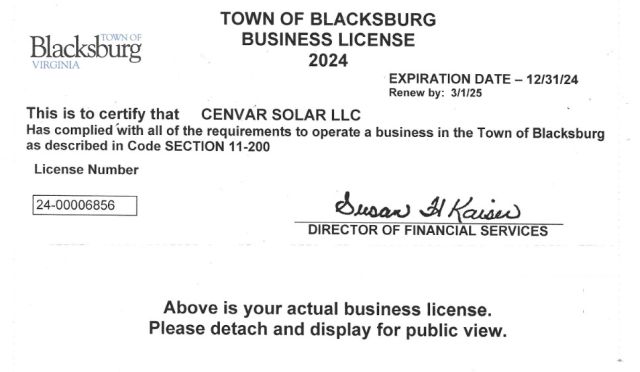 TOWN OF BLACKSBURG
BUSINESS LICENSE
2024
TOWN OF
Blacksburg
VIRGINIA
EXPIRATION DATE – 12/31/24
Renew by: 3/1/25
This is to certify that CENVAR SOLAR LLC
Has complied with all of the requirements to operate a business in the Town of Blacksburg
as described in Code SECTION 11-200
License Number
24-00006856
Susan H Kaiser
DIRECTOR OF FINANCIAL SERVICES
Above is your actual business license.
Please detach and display for public view.